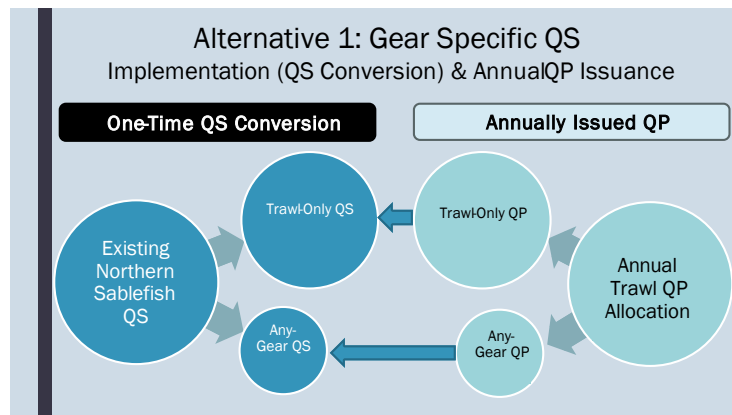 Alternative 1: Gear Specific QS
Implementation (QS Conversion) & AnnualQP Issuance
One-Time QS Conversion
Annually Issued QP
Trawl-Only QS
Trawl-Only QP
Existing
Northern
Sablefish
QS
Annual
Trawl QP
Allocation
Any-
Gear QS
Any-
Gear QP